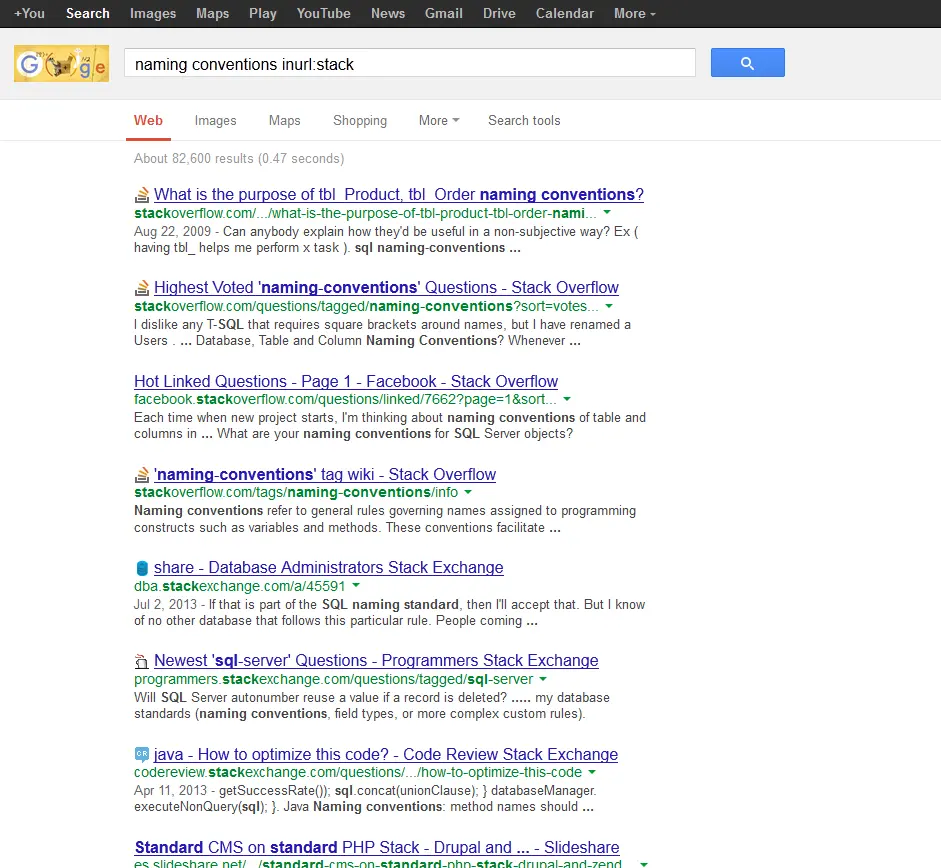 +You Search Images Maps Play YouTube News Gmail Drive Calendar More
Google naming conventions inurl:stack
Web Images Maps Shopping More Search tools
About 82,600 results (0.47 seconds)
What is the purpose of tbl_Product, tbl_Order naming conventions?
stackoverflow.com/.../what-is-the-purpose-of-tbl-product-tbl-order-nami...
Aug 22, 2009 - Can anybody explain how they'd be useful in a non-subjective way? Ex (
having tbl_ helps me perform x task ). sql naming-conventions ...
Highest Voted 'naming-conventions' Questions - Stack Overflow
stackoverflow.com/questions/tagged/naming-conventions?sort=votes...
I dislike any T-SQL that requires square brackets around names, but I have renamed a
Users . ... Database, Table and Column Naming Conventions? Whenever ...
Hot Linked Questions - Page 1 - Facebook - Stack Overflow
facebook.stackoverflow.com/questions/linked/7662?page=1&sort...
Each time when new project starts, I'm thinking about naming conventions of table and
columns in ... What are your naming conventions for SQL Server objects?
'naming-conventions' tag wiki - Stack Overflow
stackoverflow.com/tags/naming-conventions/info
Naming conventions refer to general rules governing names assigned to programming
constructs such as variables and methods. These conventions facilitate ...
share - Database Administrators Stack Exchange
dba.stackexchange.com/a/45591
Jul 2, 2013 - If that is part of the SQL naming standard, then I'll accept that. But I know
of no other database that follows this particular rule. People coming ...
Newest 'sql-server' Questions - Programmers Stack Exchange
programmers.stackexchange.com/questions/tagged/sql-server
Will SQL Server autonumber reuse a value if a record is deleted? ..... my database
standards (naming conventions, field types, or more complex custom rules).
CR java - How to optimize this code? - Code Review Stack Exchange
codereview.stackexchange.com/questions/.../how-to-optimize-this-code
Apr 11, 2013 - getSuccessRate()); sql.concat(unionClause); } databaseManager.
executeNonQuery(sql); }. Java Naming conventions: method names should ...
Standard CMS on standard PHP Stack - Drupal and ... - Slideshare
es.slideshare.net/.../standard-cms-on-standard-php-stack-drupal-and-zend...